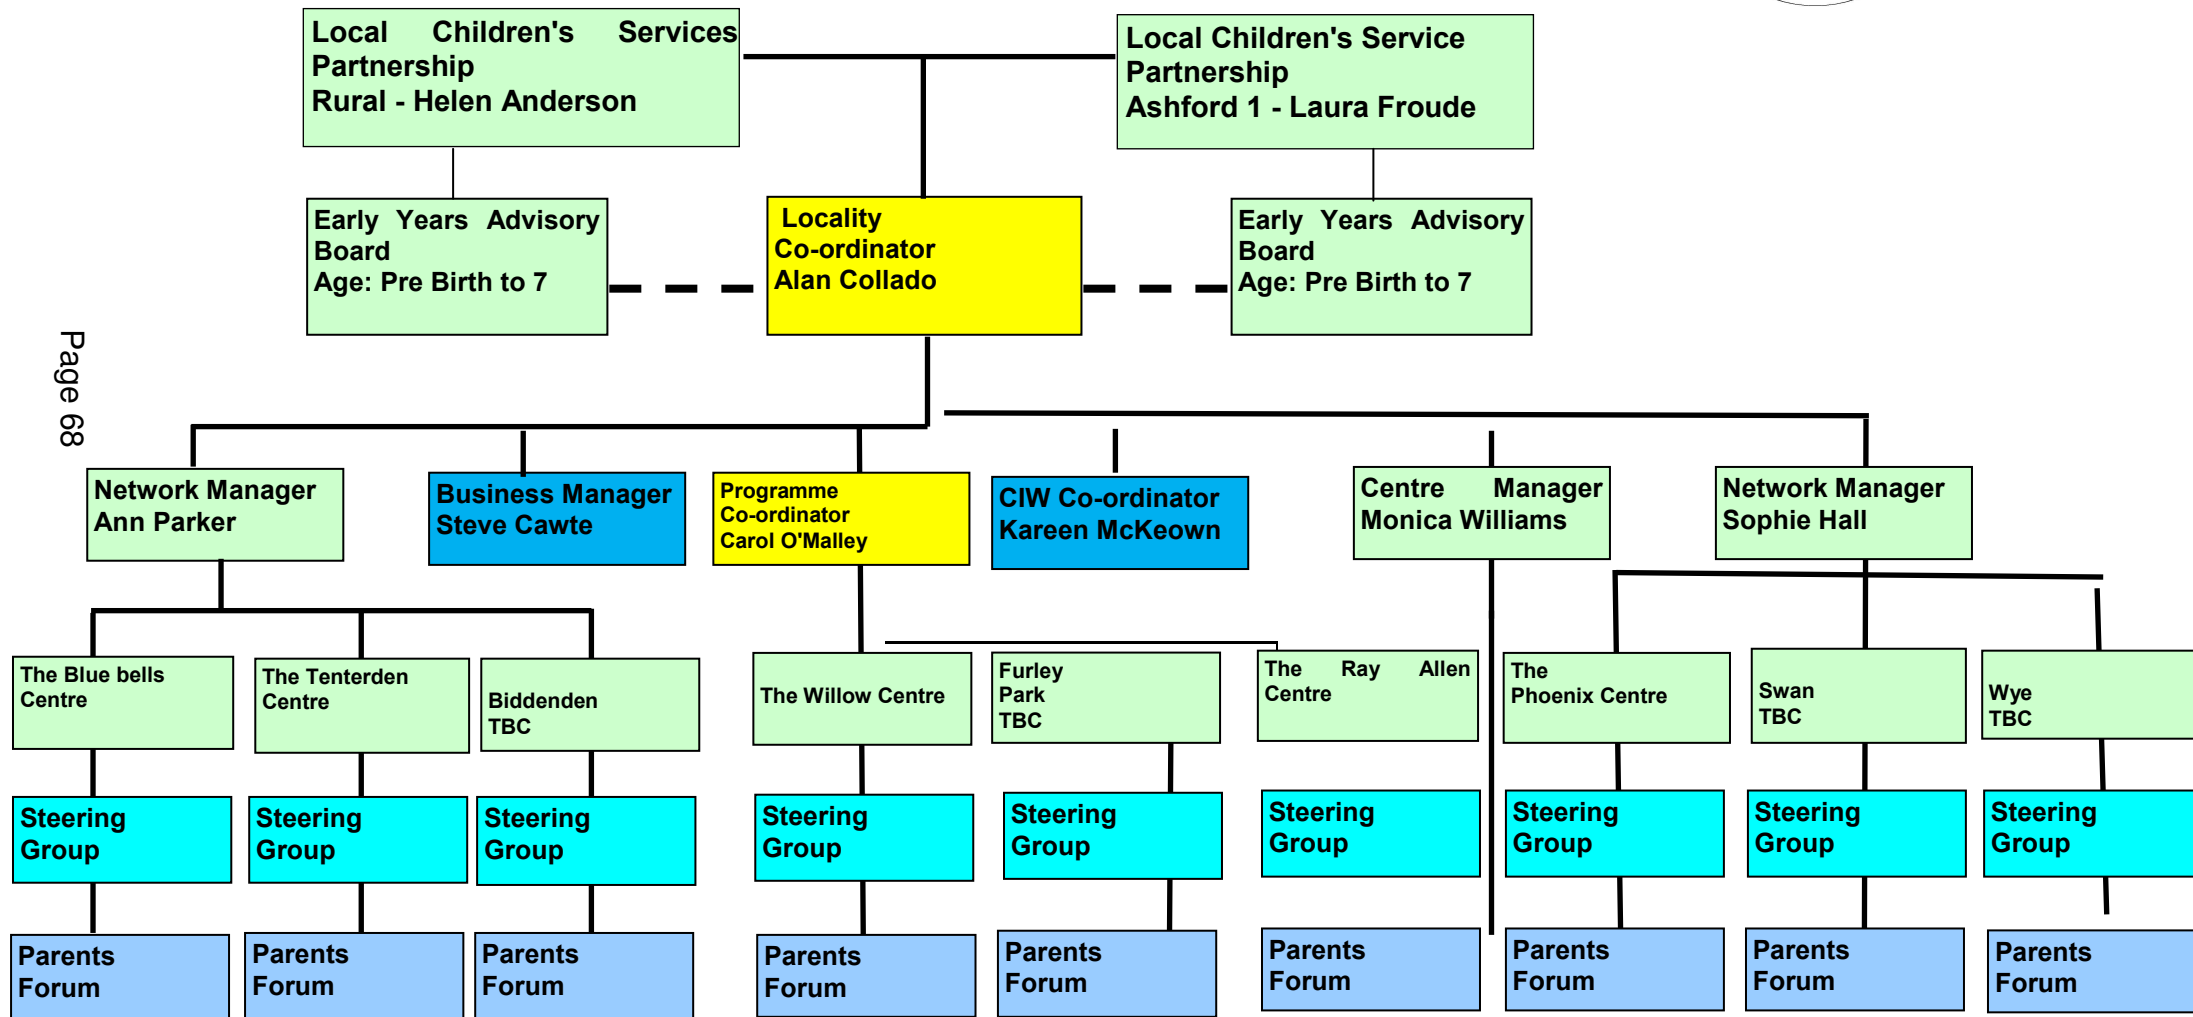 Local Children's Services
Partnership
Rural - Helen Anderson
Local Children's Service
Partnership
Ashford 1 - Laura Froude
Early Years Advisory
Board
Age: Pre Birth to 7
Locality
Co-ordinator
Alan Collado
Early Years Advisory
Board
Age: Pre Birth to 7
Page 68
Network Manager
Ann Parker
Business Manager
Steve Cawte
Programme
Co-ordinator
Carol O'Malley
CIW Co-ordinator
Kareen McKeown
Centre Manager
Monica Williams
Network Manager
Sophie Hall
The Blue bells
Centre
The Tenterden
Centre
Biddenden
TBC
The Willow Centre
Furley
Park
TBC
The Ray Allen
Centre
The
Phoenix Centre
Swan
TBC
Wye
TBC
Steering
Group
Steering
Group
Steering
Group
Steering
Group
Steering
Group
Steering
Group
Steering
Group
Steering
Group
Steering
Group
Parents
Forum
Parents
Forum
Parents
Forum
Parents
Forum
Parents
Forum
Parents
Forum
Parents
Forum
Parents
Forum
Parents
Forum